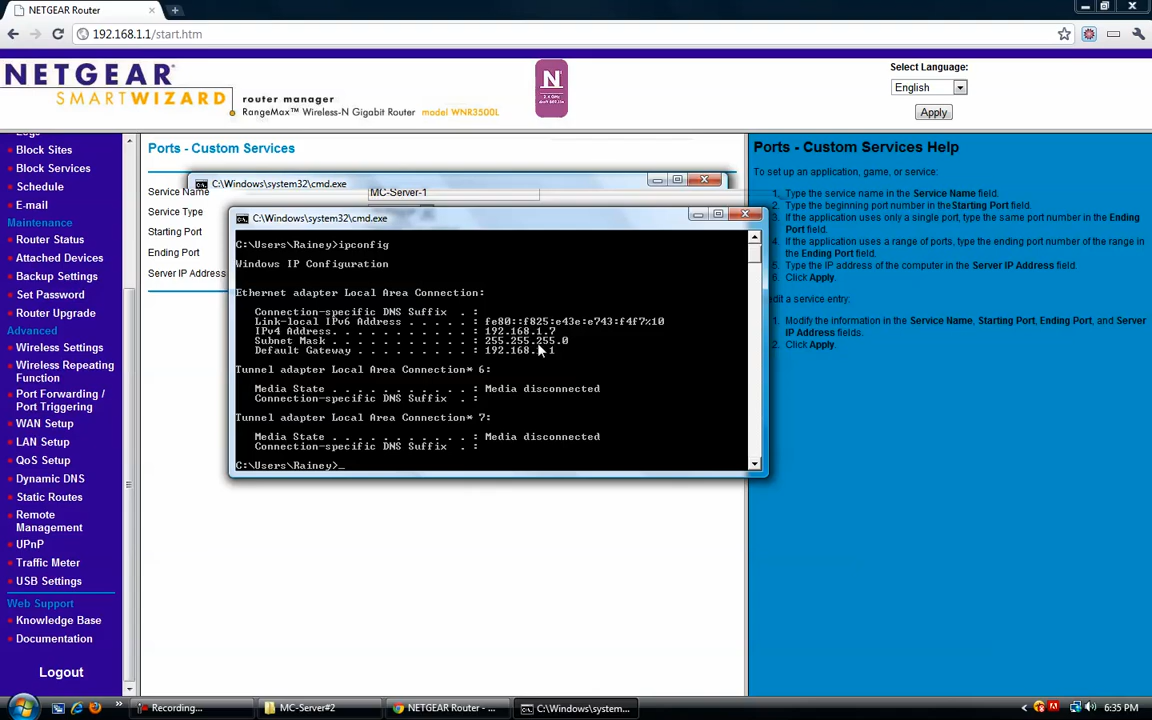 NETGEAR Router
192.168.1.1/start.htm
NETGEAR
SMARTWIZARD
router manager
RangeMax™ Wireless-N Gigabit Router model WNR3500L
N
Select Language:
English
Apply
Logs
Block Sites
Block Services
Schedule
E-mail
Maintenance
Router Status
Attached Devices
Backup Settings
Set Password
Router Upgrade
Advanced
Wireless Settings
Wireless Repeating
Function
Port Forwarding /
Port Triggering
WAN Setup
LAN Setup
QoS Setup
Dynamic DNS
Static Routes
Remote
Management
UPnP
Traffic Meter
USB Settings
Web Support
Knowledge Base
Documentation
Logout
Ports - Custom Services
Service Name
MC-Server-1
Service Type
Starting Port
Ending Port
Server IP Address
C:\Windows\system32\cmd.exe
C:\Windows\system32\cmd.exe
C:\Users\Rainey>ipconfig
Windows IP Configuration
Ethernet adapter Local Area Connection:
Connection-specific DNS Suffix . :
Link-local IPv6 Address . . . . . : fe80::f825:e43e:e743:f4f7%10
IPv4 Address. . . . . . . . . . . : 192.168.1.7
Subnet Mask . . . . . . . . . . . : 255.255.255.0
Default Gateway . . . . . . . . . : 192.168. 1
Tunnel adapter Local Area Connection* 6:
Media State . . . . . . . . . . . : Media disconnected
Connection-specific DNS Suffix . :
Tunnel adapter Local Area Connection* 7:
Media State . . . . . . . . . . . : Media disconnected
Connection-specific DNS Suffix . :
C:\Users\Rainey>_
Ports - Custom Services Help
To set up an application, game, or service:
1. Type the service name in the Service Name field.
2. Type the beginning port number in the Starting Port field.
3. If the application uses only a single port, type the same port number in the Ending
Port field.
4. If the application uses a range of ports, type the ending port number of the range in
the Ending Port field.
5. Type the IP address of the computer in the Server IP Address field.
6. Click Apply.
edit a service entry:
1. Modify the information in the Service Name, Starting Port, Ending Port, and Server
IP Address fields.
2. Click Apply.
Recording...
MC-Server#2
NETGEAR Router - ...
C:\Windows\system...
6:35 PM